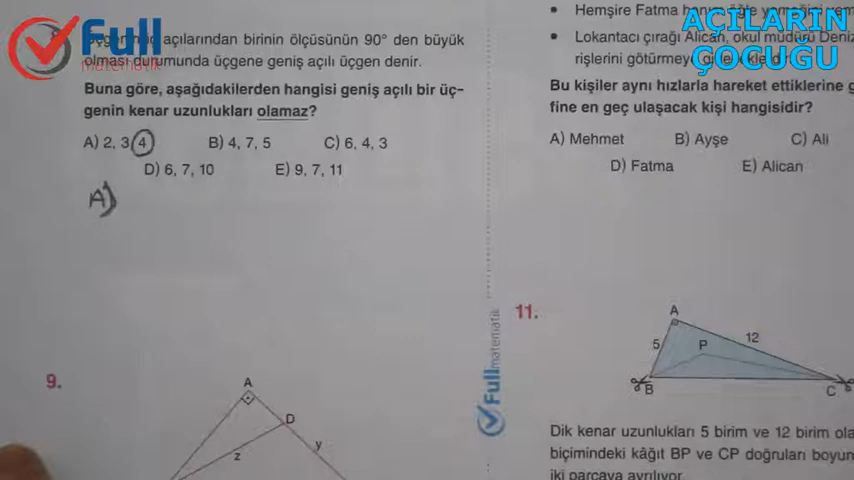 Full
matematik
açılarından birinin ölçüsünün 90° den büyük
olması durumunda üçgene geniş açılı üçgen denir.
Buna göre, aşağıdakilerden hangisi geniş açılı bir üç-
genin kenar uzunlukları olamaz?
A) 2, 3 4
B) 4, 7, 5
C) 6, 4, 3
D) 6, 7, 10
E) 9, 7, 11
A)
9.
A
D
y
z
Fullmatematik
Hemşire Fatma
AÇILARIN
ÇOCUĞU
• Lokantacı çırağı Alican, okul müdürü Deniz
rişlerini götürmeye
Bu kişiler aynı hızlarla hareket ettiklerine g
fine en geç ulaşacak kişi hangisidir?
A) Mehmet
B) Ayşe
C) Ali
D) Fatma
E) Alican
11.
A
5
12
P
B
C
Dik kenar uzunlukları 5 birim ve 12 birim ola
biçimindeki kâğıt BP ve CP doğruları boyun
iki parçaya ayrılıyor